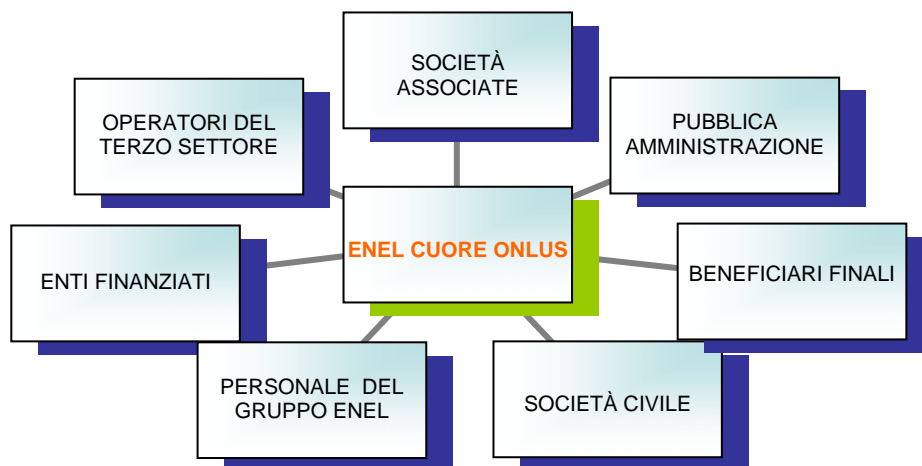 SOCIETÀ
ASSOCIATE
OPERATORI DEL
TERZO SETTORE
PUBBLICA
AMMINISTRAZIONE
ENEL CUORE ONLUS
ENTI FINANZIATI
BENEFICIARI FINALI
PERSONALE DEL
GRUPPO ENEL
SOCIETÀ CIVILE